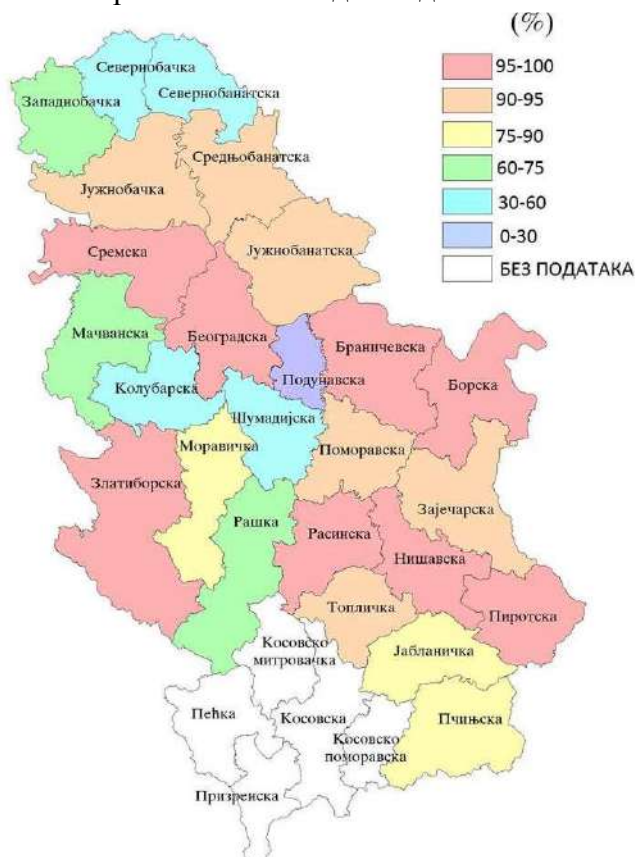 (%)
95-100
90-95
75-90
60-75
30-60
0-30
БЕЗ ПОДАТАКА
Севернобачка
Севернобанатска
Западнобачка
Средњобанатска
Јужнобачка
Јужнобанатска
Сремска
Мачванска
Београдска
Браничевска
Подунавска
Борска
Колубарска
Шумадијска
Моравичка
Поморавска
Златиборска
Зајечарска
Рашка
Расинска
Нишавска
Топличка
Пиротска
Косовско
митровачка
Јабланичка
Пећка
Косовска
Пчињска
Косовско
поморавска
Призренска